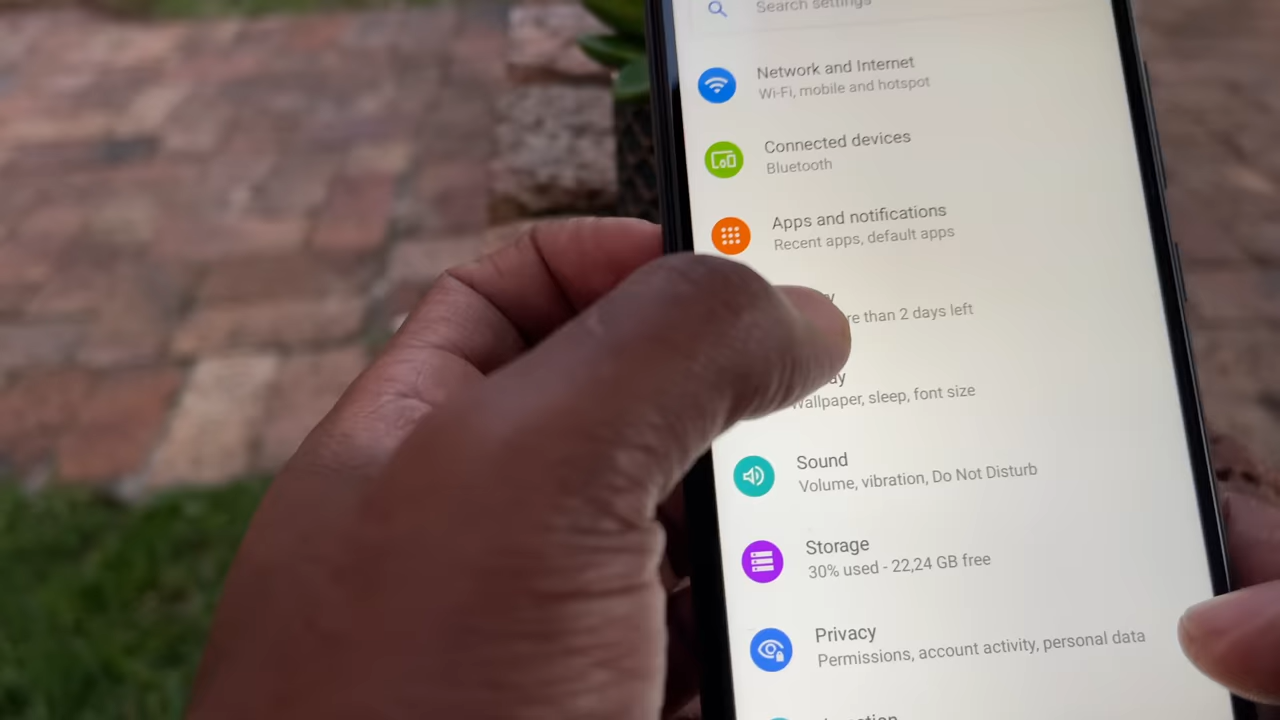 Search settings
Network and Internet
Wi-Fi, mobile and hotspot
Connected devices
Bluetooth
Apps and notifications
Recent apps, default apps
than 2 days left
Wallpaper, sleep, font size
Sound
Volume, vibration, Do Not Disturb
Storage
30% used - 22,24 GB free
Privacy
Permissions, account activity, personal data